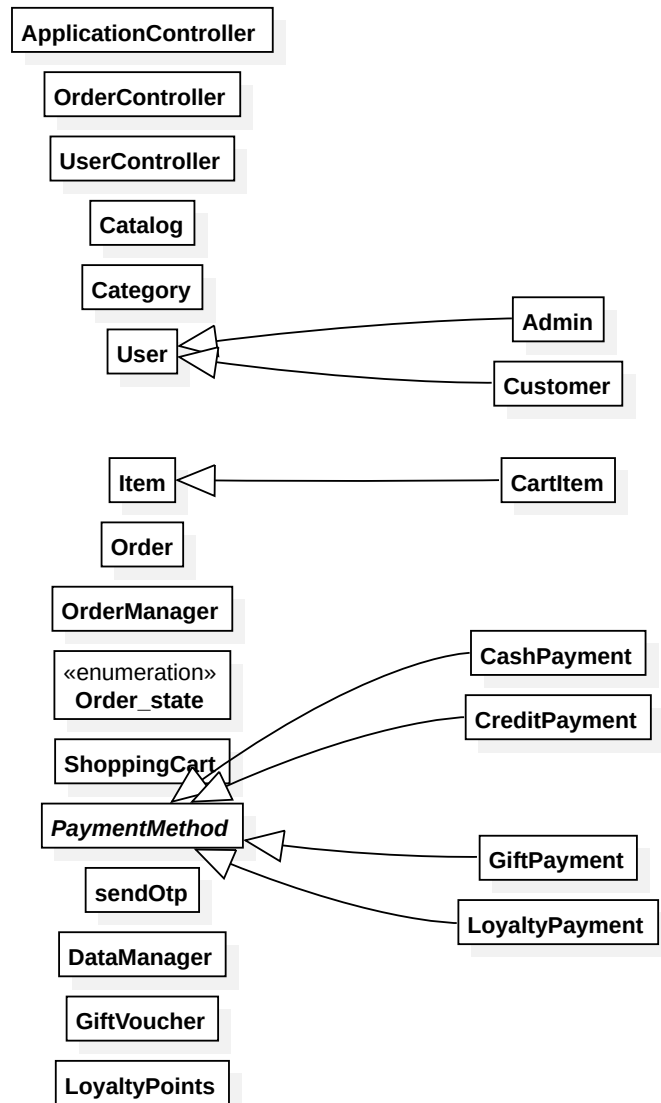 ApplicationController
OrderController
UserController
Catalog
Category
Admin
User
Customer
Item
CartItem
Order
OrderManager
«enumeration»
Order_state
CashPayment
CreditPayment
ShoppingCart
PaymentMethod
GiftPayment
sendOtp
LoyaltyPayment
DataManager
GiftVoucher
LoyaltyPoints